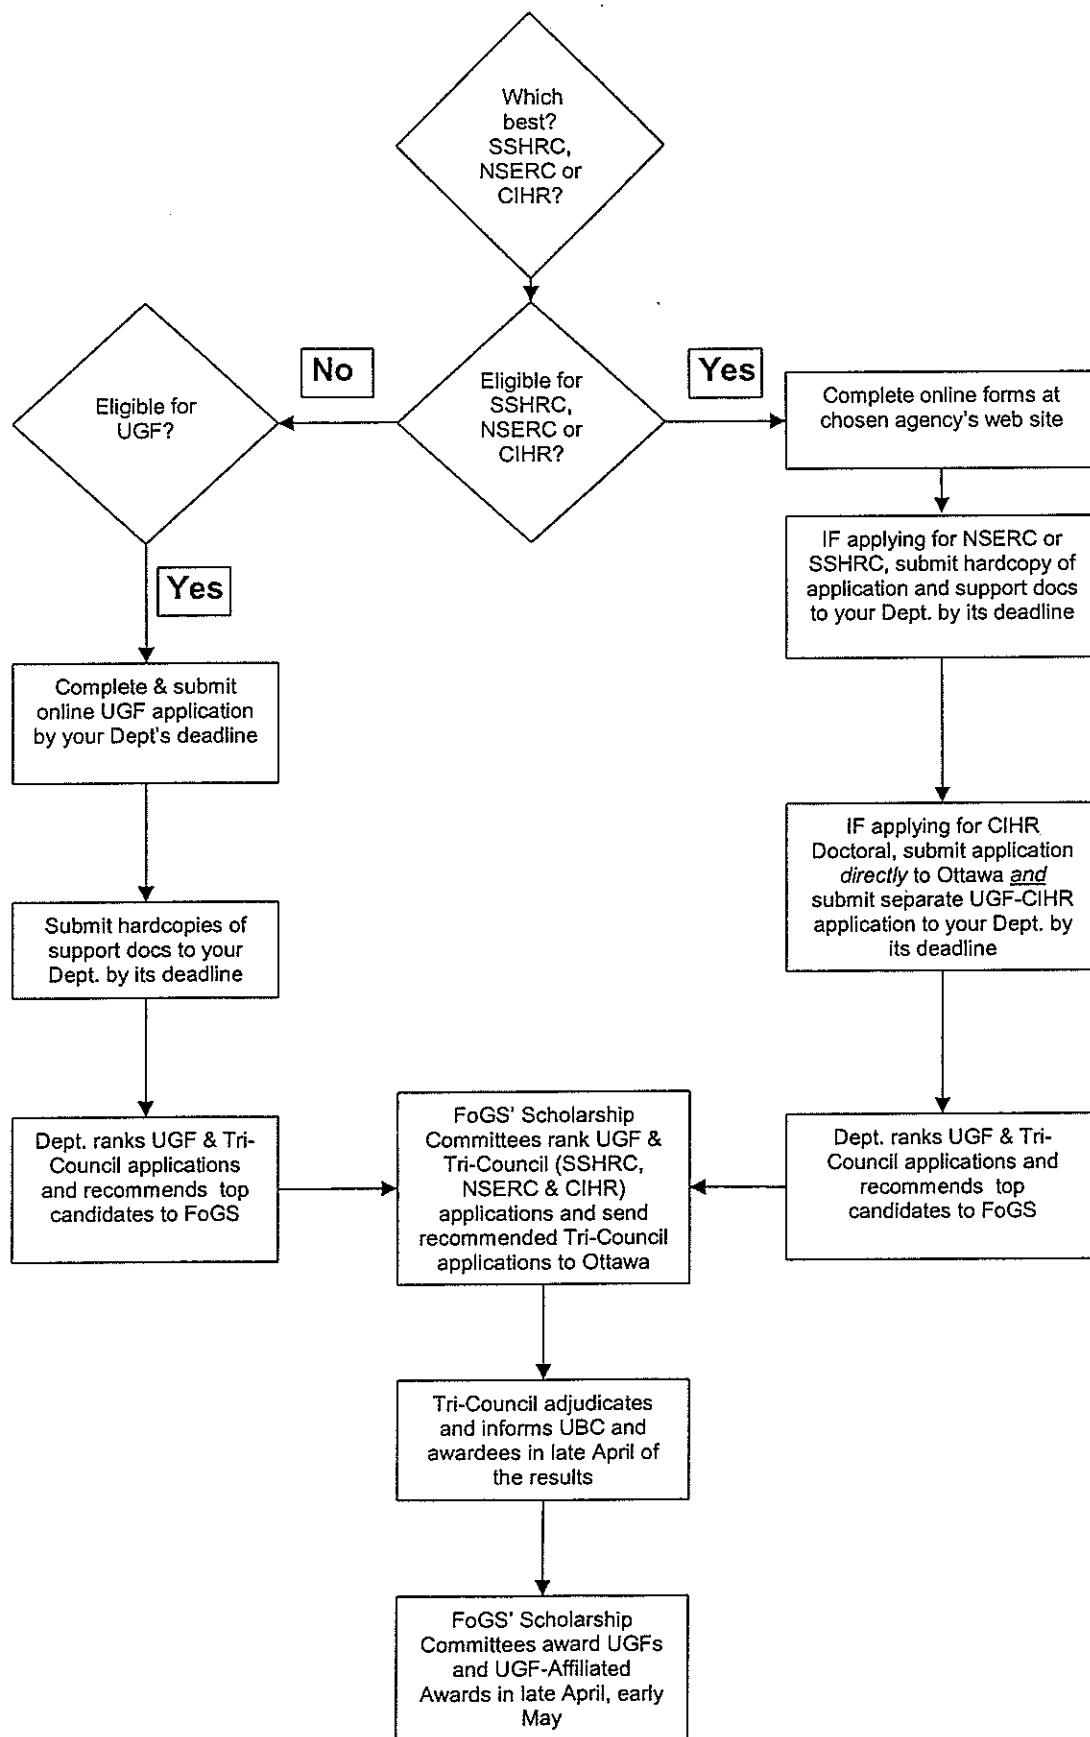 Which
best?
SSHRC,
NSERC or
CIHR?
No
Yes
Eligible for
UGF?
Eligible for
SSHRC,
NSERC or
CIHR?
Complete online forms at
chosen agency's web site
IF applying for NSERC or
SSHRC, submit hardcopy of
application and support docs
to your Dept. by its deadline
Yes
Complete & submit
online UGF application
by your Dept's deadline
IF applying for CIHR
Doctoral, submit application
directly to Ottawa and
submit separate UGF-CIHR
application to your Dept. by
its deadline
Submit hardcopies of
support docs to your
Dept. by its deadline
Dept. ranks UGF & Tri-
Council applications
and recommends top
candidates to FoGS
FoGS' Scholarship
Committees rank UGF &
Tri-Council (SSHRC,
NSERC & CIHR)
applications and send
recommended Tri-Council
applications to Ottawa
Dept. ranks UGF & Tri-
Council applications and
recommends top
candidates to FoGS
Tri-Council adjudicates
and informs UBC and
awardees in late April of
the results
FoGS' Scholarship
Committees award UGFs
and UGF-Affiliated
Awards in late April, early
May